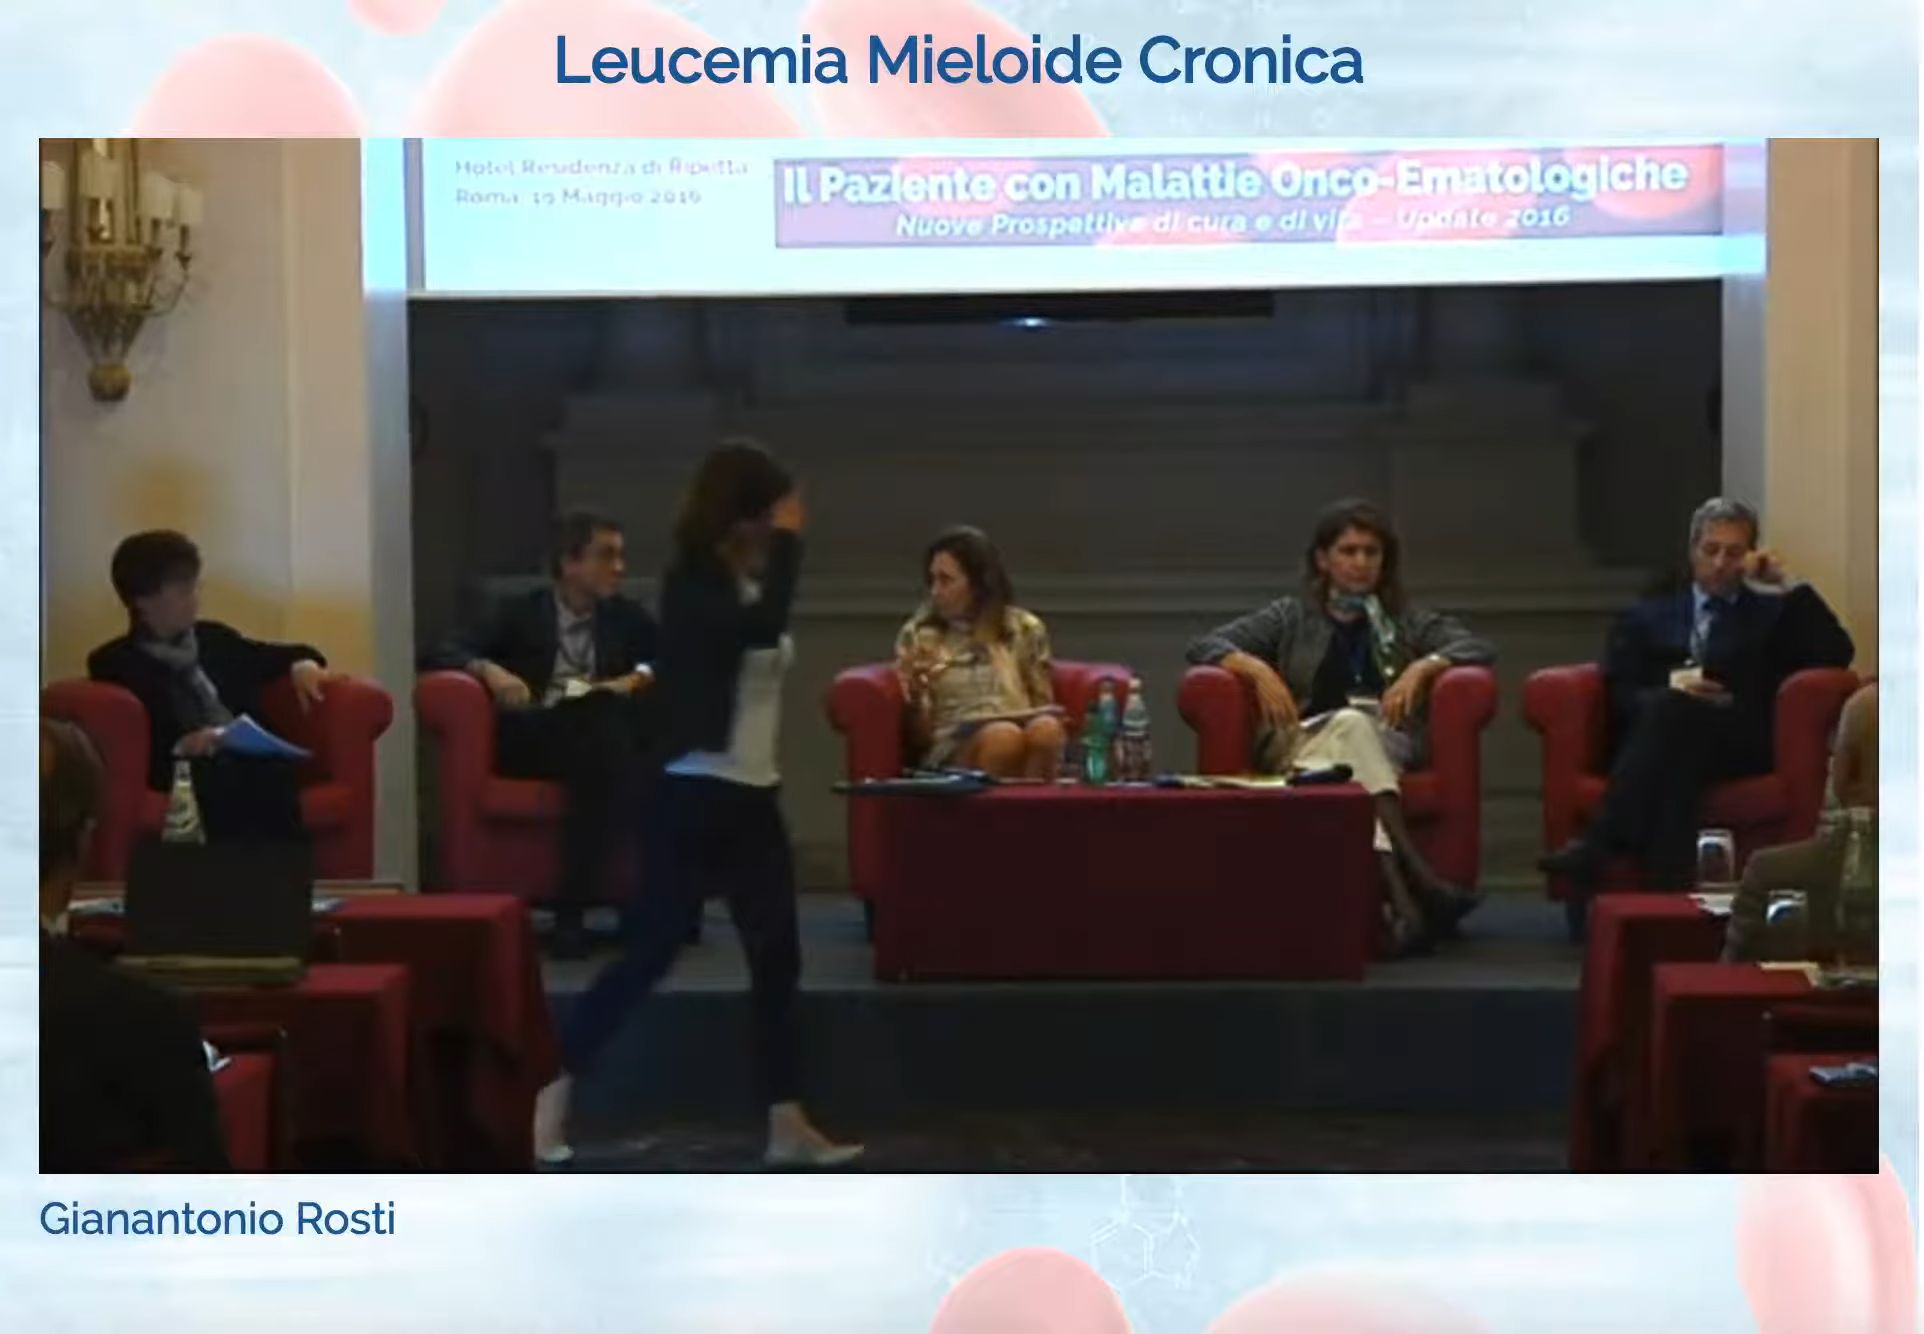 Leucemia Mieloide Cronica
Hotel Residenza di Ripetta
Roma, 19 Maggio 2016
Il Paziente con Malattie Onco-Ematologiche
Nuove Prospettive di cura e di vita – Update 2016
Gianantonio Rosti